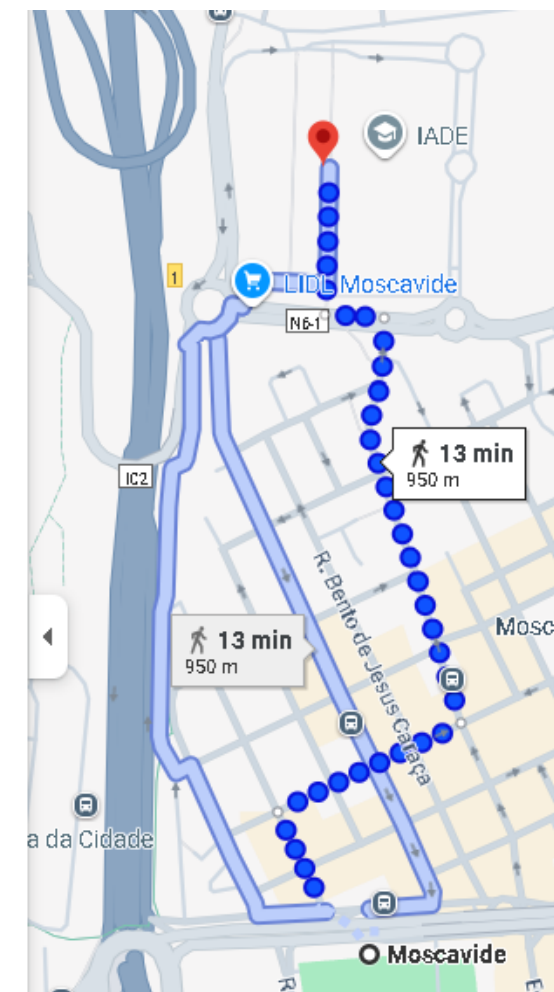 IADE
1
LIDL Moscavide
N6-1
13 min
950 m
IC2
R. Bento de Jesus Caraça
Mosc
13 min
950 m
a da Cidade
Moscavide
R
E